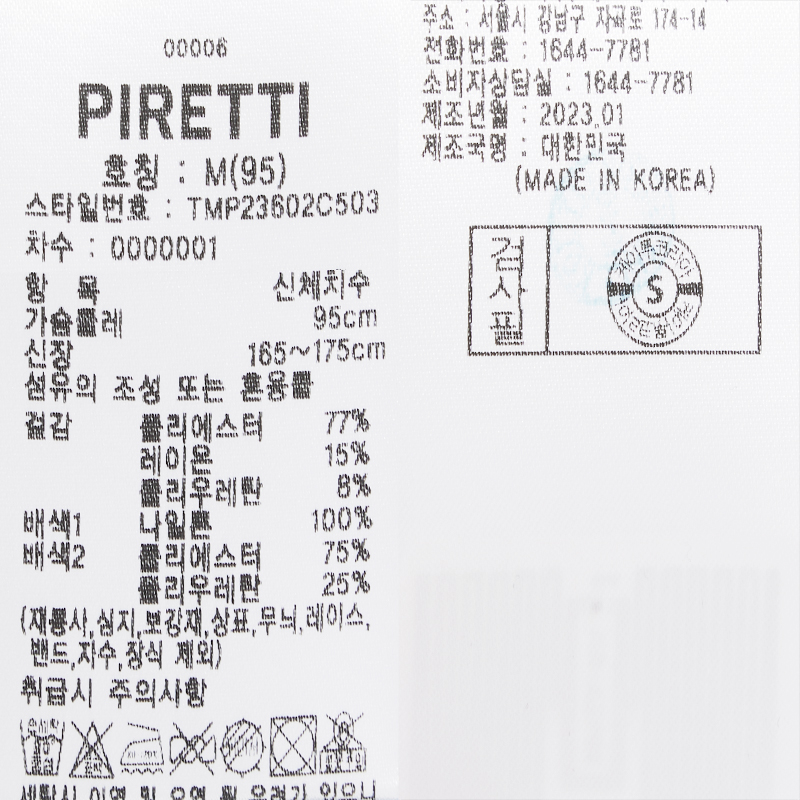 00006
PIRETTI
호칭 : M(95)
스타일번호 : TMP23602C503
차수 : 0000001
항 목 신체치수
가슴둘레 95cm
신장 165~175cm
섬유의 조성 또는 혼용률
겉감 폴리에스터 77%
레이온 15%
폴리우레탄 8%
배색1 나일론 100%
배색2 폴리에스터 75%
폴리우레탄 25%
(재봉사,심지,보강재,상표,무늬,레이스,
밴드,자수,장식 제외)
취급시 주의사항
주소 : 서울시 강남구 자곡로 174-14
전화번호 : 1644-7781
소비자상담실 : 1644-7781
제조년월 : 2023.01
제조국명 : 대한민국
(MADE IN KOREA)
검사필
S